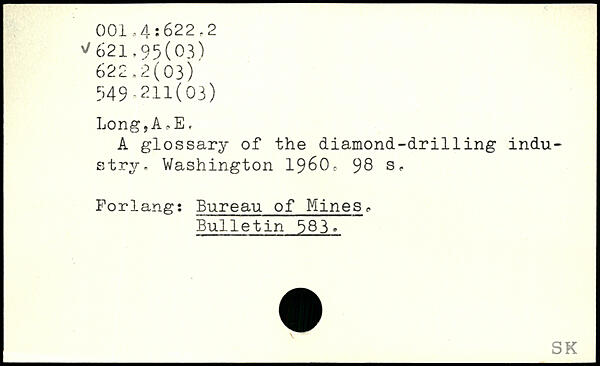 001.4:622.2
✓ 621.95(03)
622.2(03)
549.211(03)
Long,A.E.
A glossary of the diamond-drilling indu-
stry. Washington 1960. 98 s.
Forlang: Bureau of Mines.
Bulletin 583.
SK